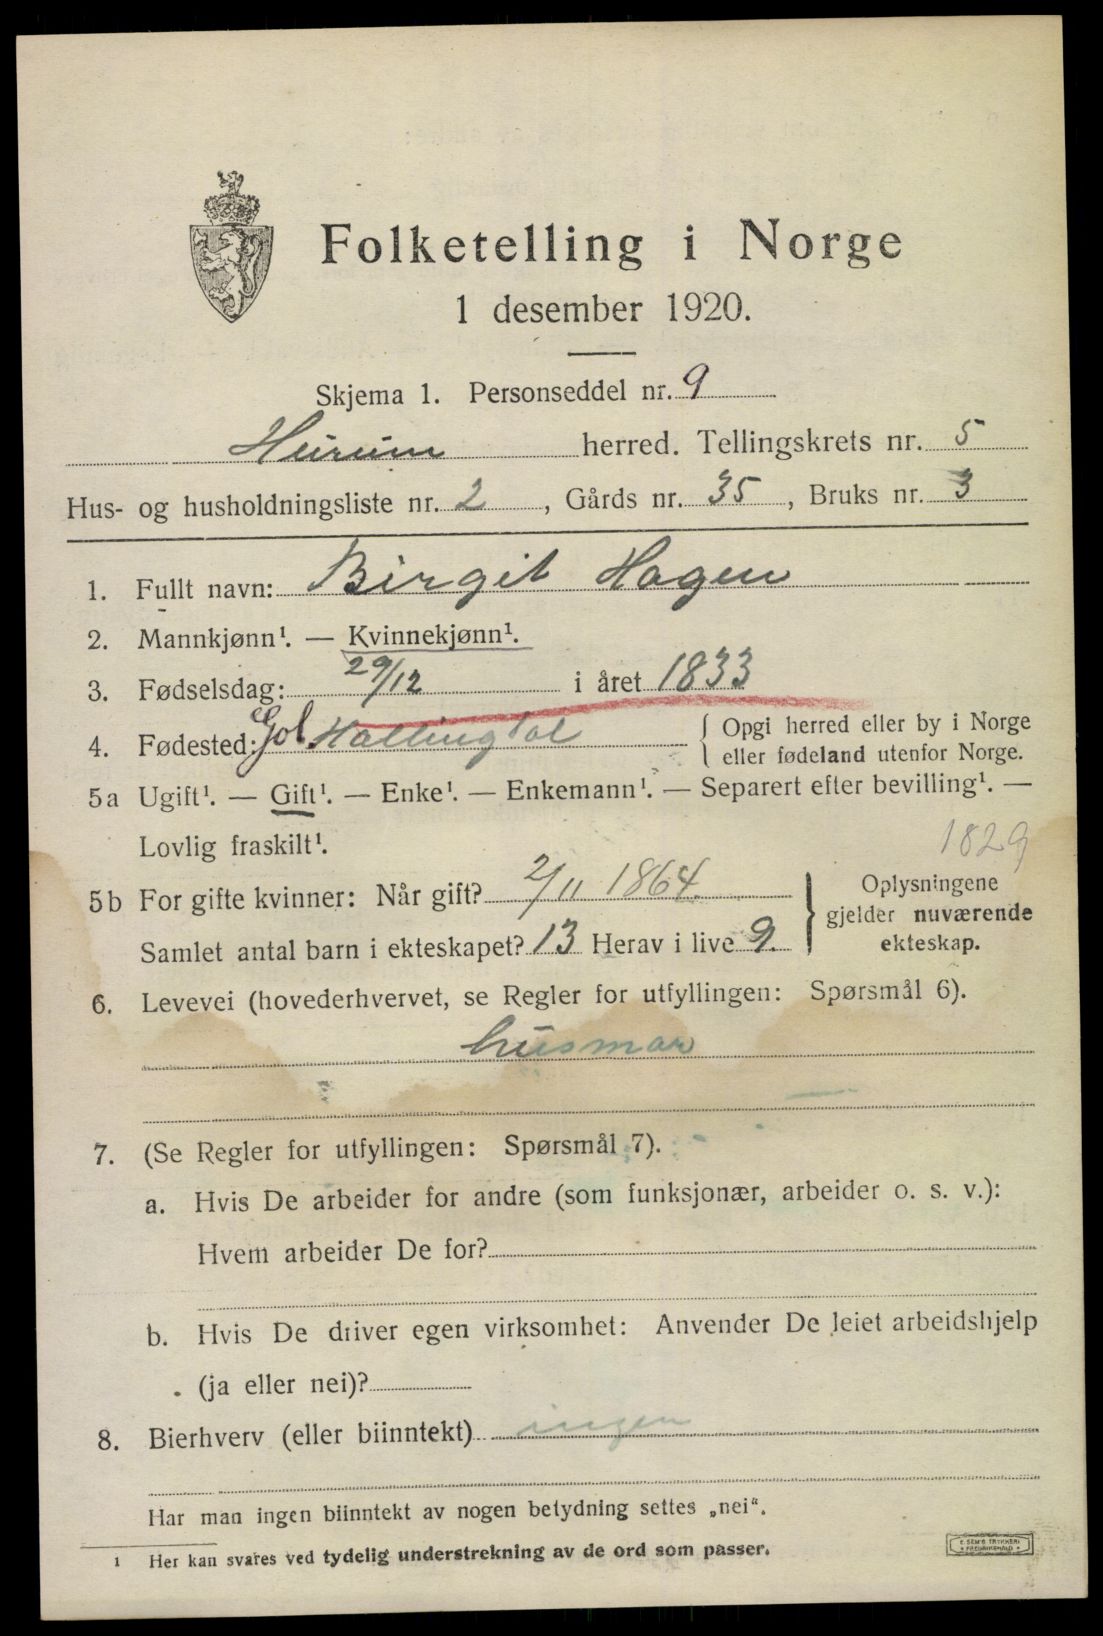 Folketelling i Norge
1 desember 1920.
Skjema 1. Personseddel nr. 9
Hurum herred. Tellingskrets nr. 5
Hus- og husholdningsliste nr. 2, Gårds nr. 35, Bruks nr. 3
1. Fullt navn: Birgit Hagen
2. Mannkjønn¹. — Kvinnekjønn¹.
3. Fødselsdag: 29/12 i året 1833
4. Fødested: Gol Hallingdal { Opgi herred eller by i Norge
eller fødeland utenfor Norge.
5a Ugift¹. — Gift¹. — Enke¹. — Enkemann¹. — Separert efter bevilling¹. —
Lovlig fraskilt¹.
1829
5b For gifte kvinner: Når gift? 2/11 1864. } Oplysningene
gjelder nuværende
Samlet antal barn i ekteskapet? 13 Herav i live 9. ekteskap.
6. Levevei (hovederhvervet, se Regler for utfyllingen: Spørsmål 6).
husmor
7. (Se Regler for utfyllingen: Spørsmål 7).
a. Hvis De arbeider for andre (som funksjonær, arbeider o. s. v.):
Hvem arbeider De for?
b. Hvis De driver egen virksomhet: Anvender De leiet arbeidshjelp
(ja eller nei)?
8. Bierhverv (eller biinntekt) ingen
Har man ingen biinntekt av nogen betydning settes „nei“.
¹ Her kan svares ved tydelig understrekning av de ord som passer.
E. SEM'S TRYKKERI
FREDRIKSHALD